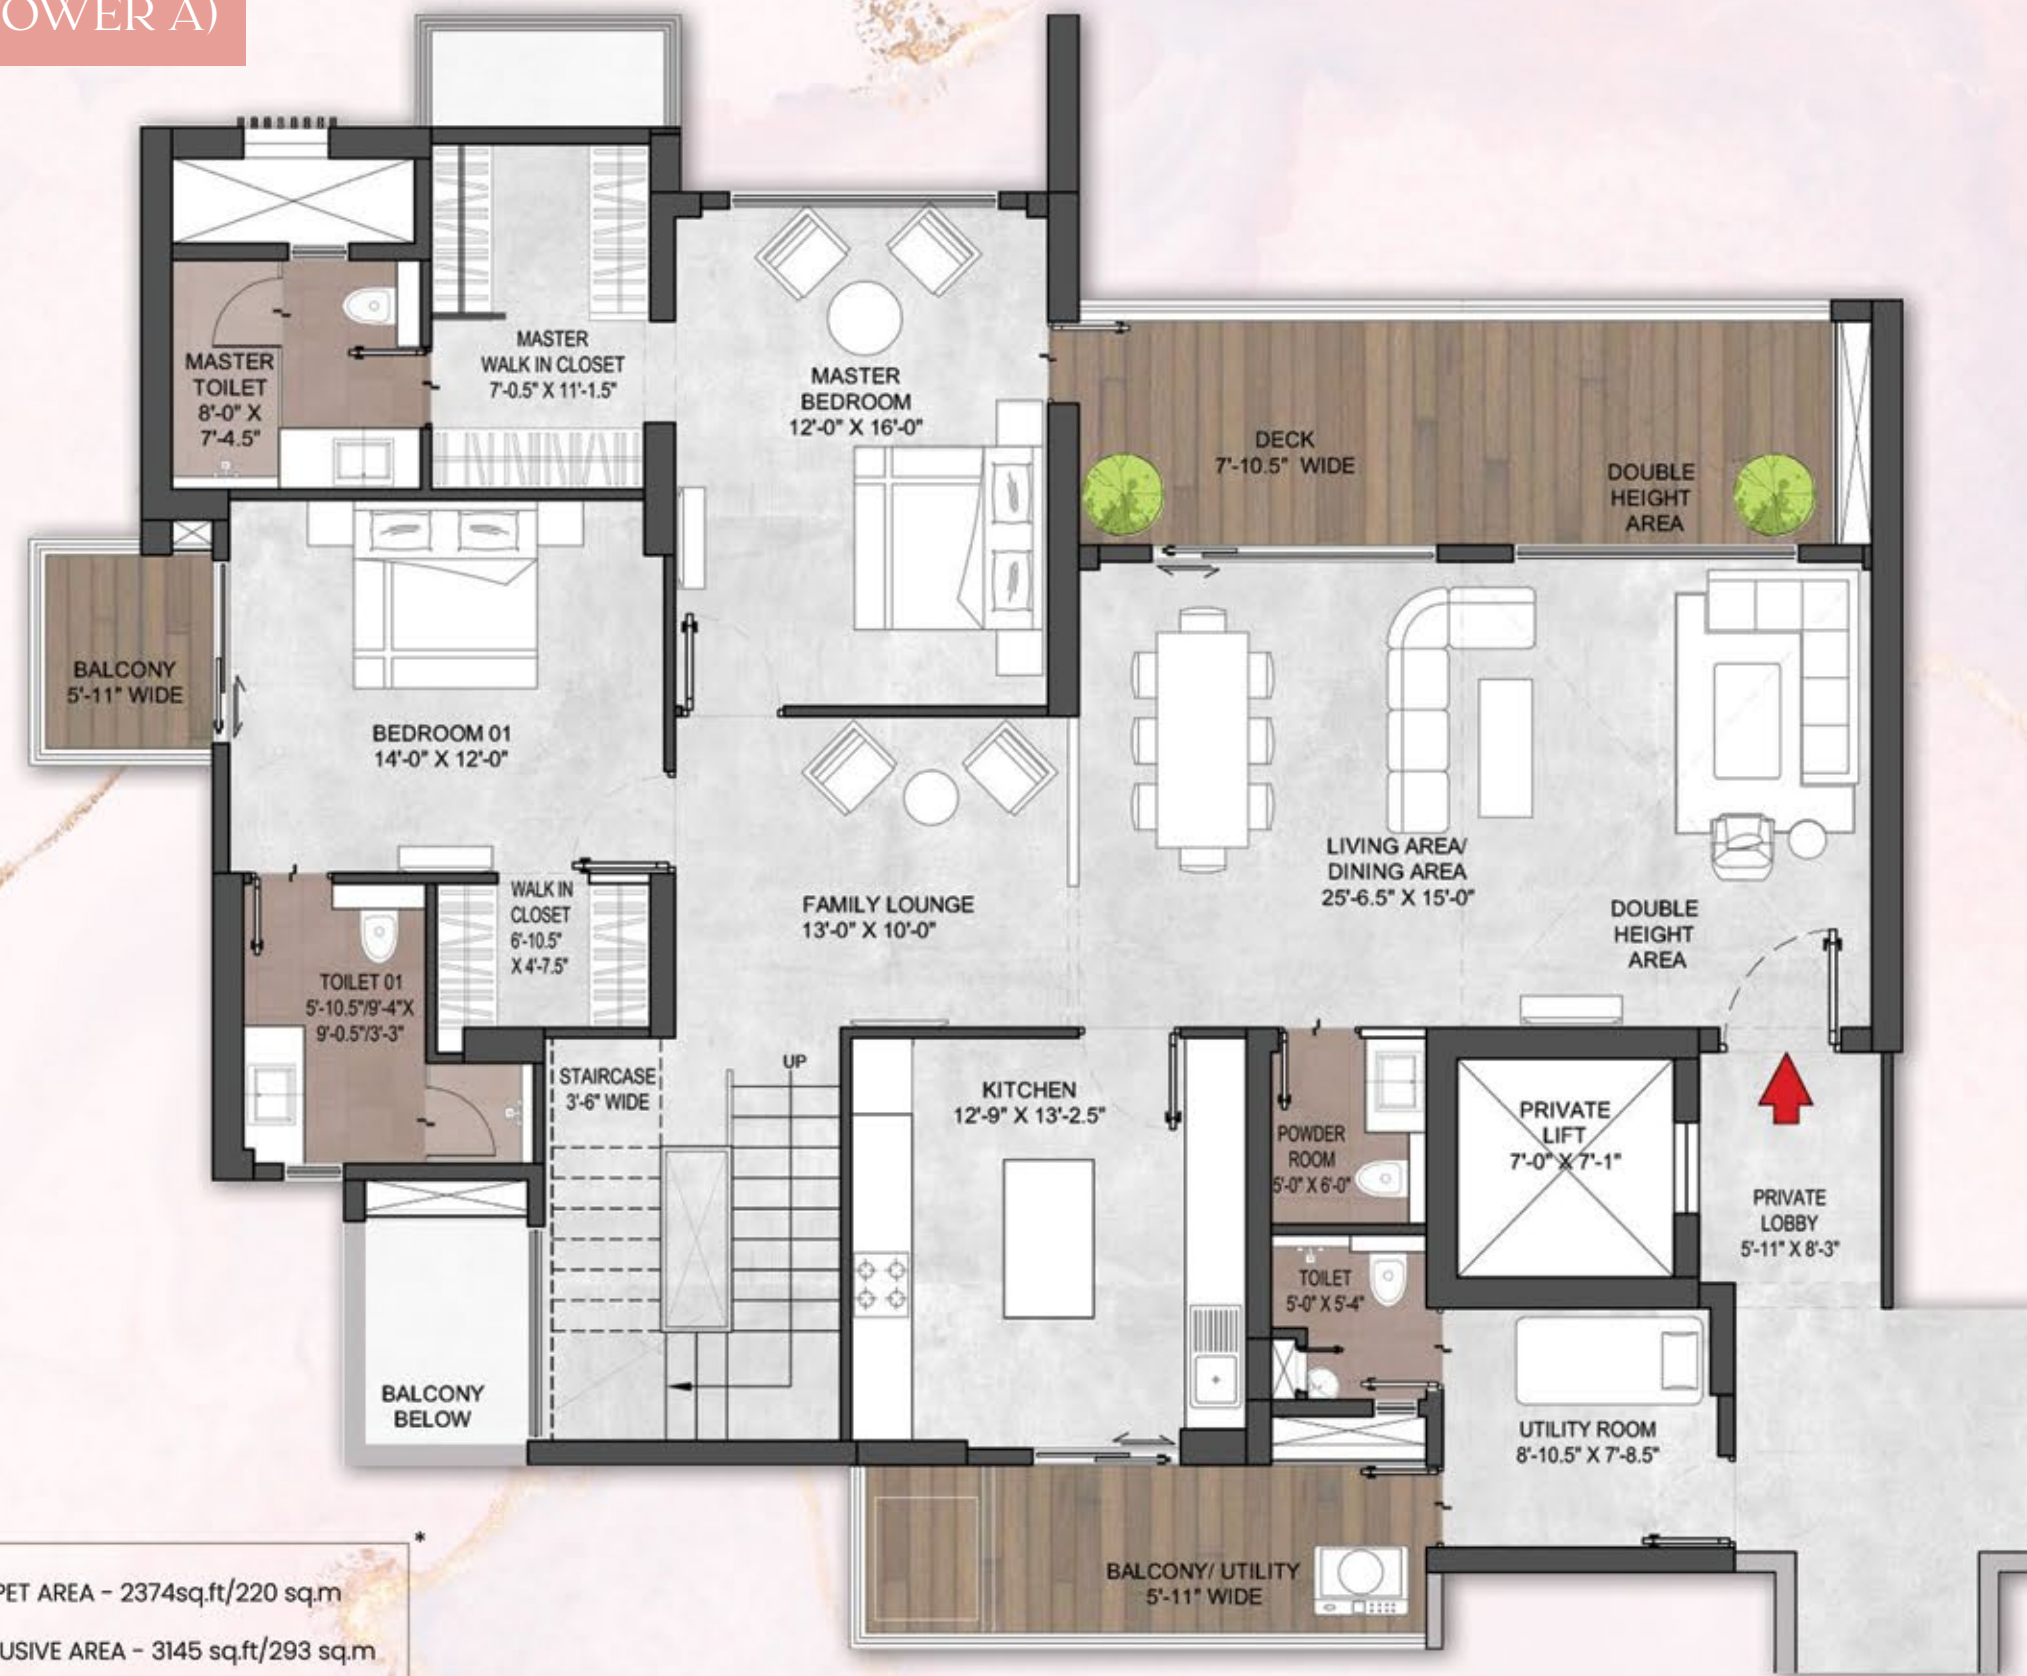 OWER A)
MASTER
WALK IN CLOSET
7'-0.5" X 11'-1.5"
MASTER
TOILET
8'-0" X
7'-4.5"
MASTER
BEDROOM
12'-0" X 16'-0"
DECK
7'-10.5" WIDE
DOUBLE
HEIGHT
AREA
BALCONY
5'-11" WIDE
BEDROOM 01
14'-0" X 12'-0"
LIVING AREA/
DINING AREA
25'-6.5" X 15'-0"
FAMILY LOUNGE
13'-0" X 10'-0"
DOUBLE
HEIGHT
AREA
WALK IN
CLOSET
6'-10.5"
X 4'-7.5"
TOILET 01
5'-10.5"/9'-4"X
9'-0.5"/3'-3"
STAIRCASE
3'-6" WIDE
UP
KITCHEN
12'-9" X 13'-2.5"
POWDER
ROOM
5'-0" X 6'-0"
PRIVATE
LIFT
7'-0" X 7'-1"
PRIVATE
LOBBY
5'-11" X 8'-3"
TOILET
5'-0" X 5'-4"
BALCONY
BELOW
UTILITY ROOM
8'-10.5" X 7'-8.5"
BALCONY/ UTILITY
5'-11" WIDE
*
PET AREA - 2374sq.ft/220 sq.m
USIVE AREA - 3145 sq.ft/293 sq.m